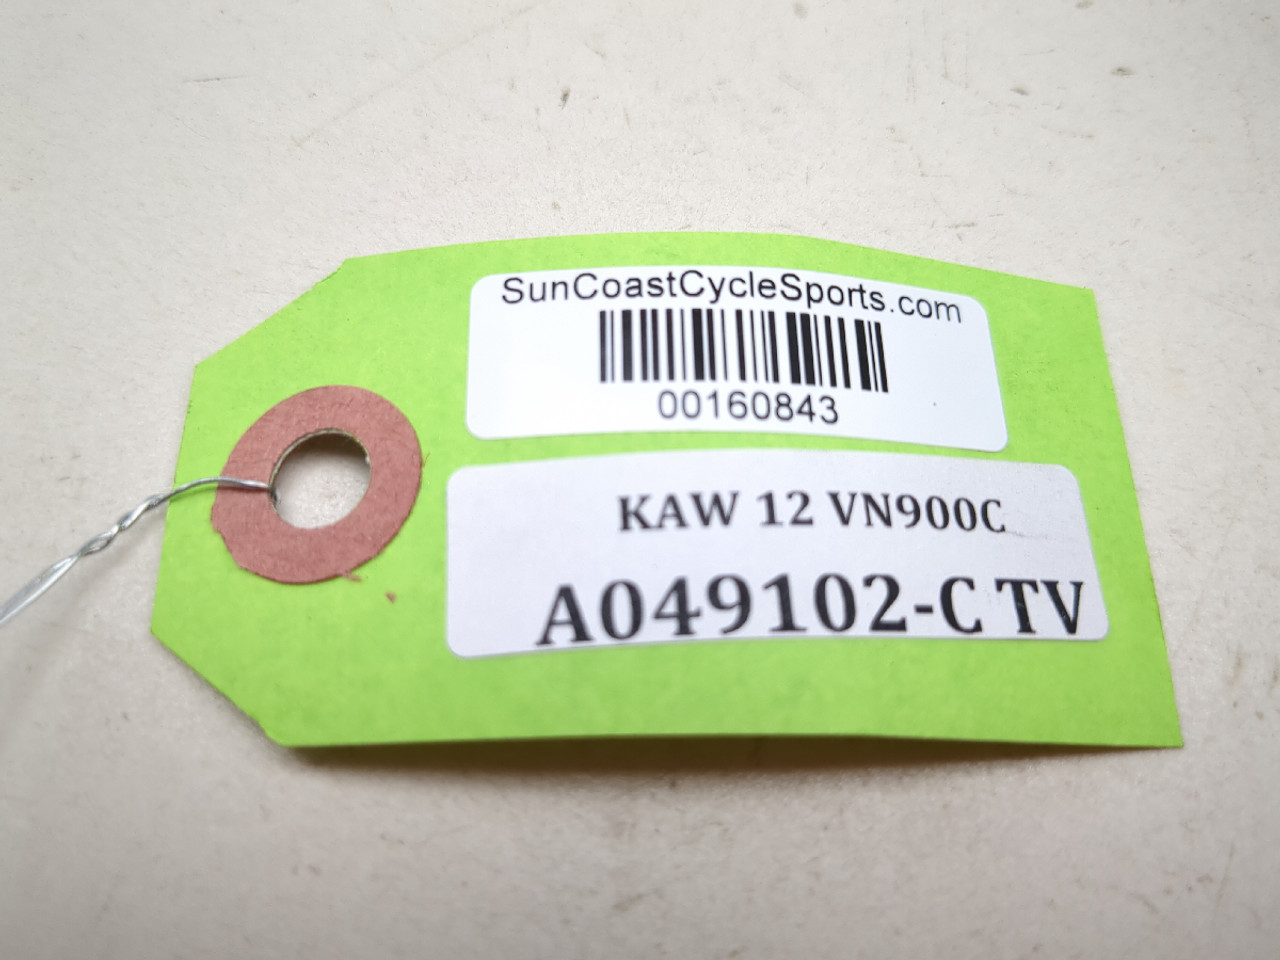 SunCoastCycleSports.com
00160843
KAW 12 VN900C
A049102-C TV